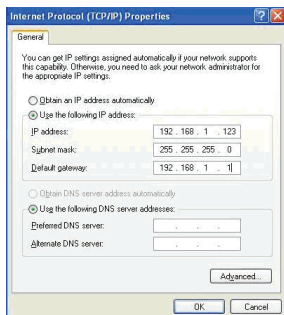 Internet Protocol (TCP/IP) Properties
General
You can get IP settings assigned automatically if your network supports
this capability. Otherwise, you need to ask your network administrator for
the appropriate IP settings.
Obtain an IP address automatically
Use the following IP address:
IP address: 192 . 168 . 1 . 123
Subnet mask: 255 . 255 . 255 . 0
Default gateway: 192 . 168 . 1 . 1
Obtain DNS server address automatically
Use the following DNS server addresses:
Preferred DNS server: . . .
Alternate DNS server: . . .
Advanced...
OK Cancel